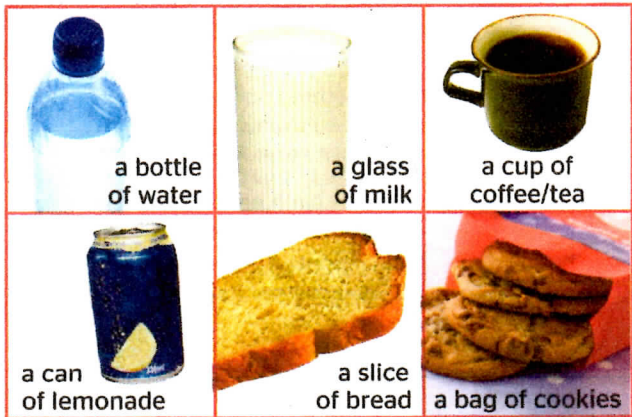 a bottle
of water
a glass
of milk
a cup of
coffee/tea
a can
of lemonade
a slice
of bread
a bag of cookies